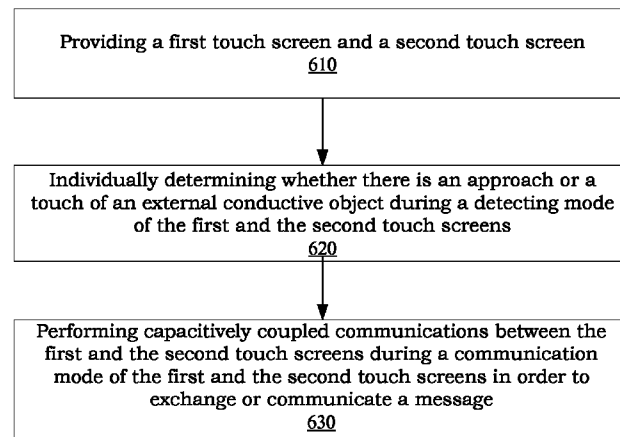 Providing a first touch screen and a second touch screen
610
Individually determining whether there is an approach or a
touch of an external conductive object during a detecting mode
of the first and the second touch screens
620
Performing capacitively coupled communications between the
first and the second touch screens during a communication
mode of the first and the second touch screens in order to
exchange or communicate a message
630